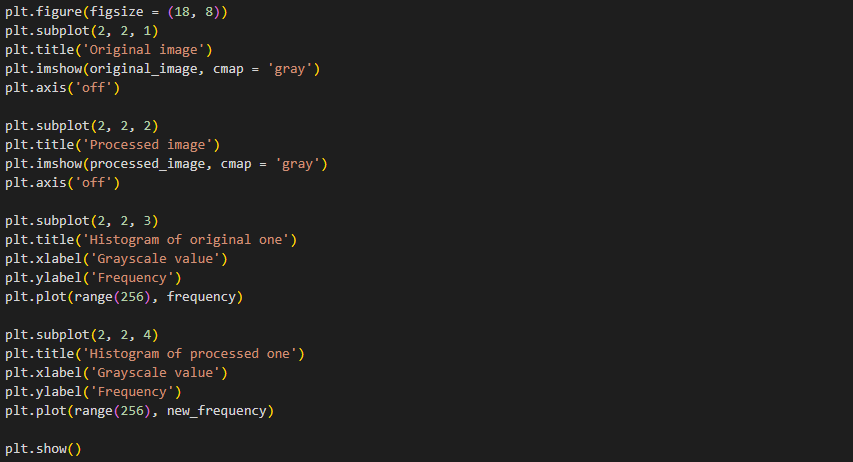 plt.figure(figsize = (18, 8))
plt.subplot(2, 2, 1)
plt.title('Original image')
plt.imshow(original_image, cmap = 'gray')
plt.axis('off')

plt.subplot(2, 2, 2)
plt.title('Processed image')
plt.imshow(processed_image, cmap = 'gray')
plt.axis('off')

plt.subplot(2, 2, 3)
plt.title('Histogram of original one')
plt.xlabel('Grayscale value')
plt.ylabel('Frequency')
plt.plot(range(256), frequency)

plt.subplot(2, 2, 4)
plt.title('Histogram of processed one')
plt.xlabel('Grayscale value')
plt.ylabel('Frequency')
plt.plot(range(256), new_frequency)

plt.show()